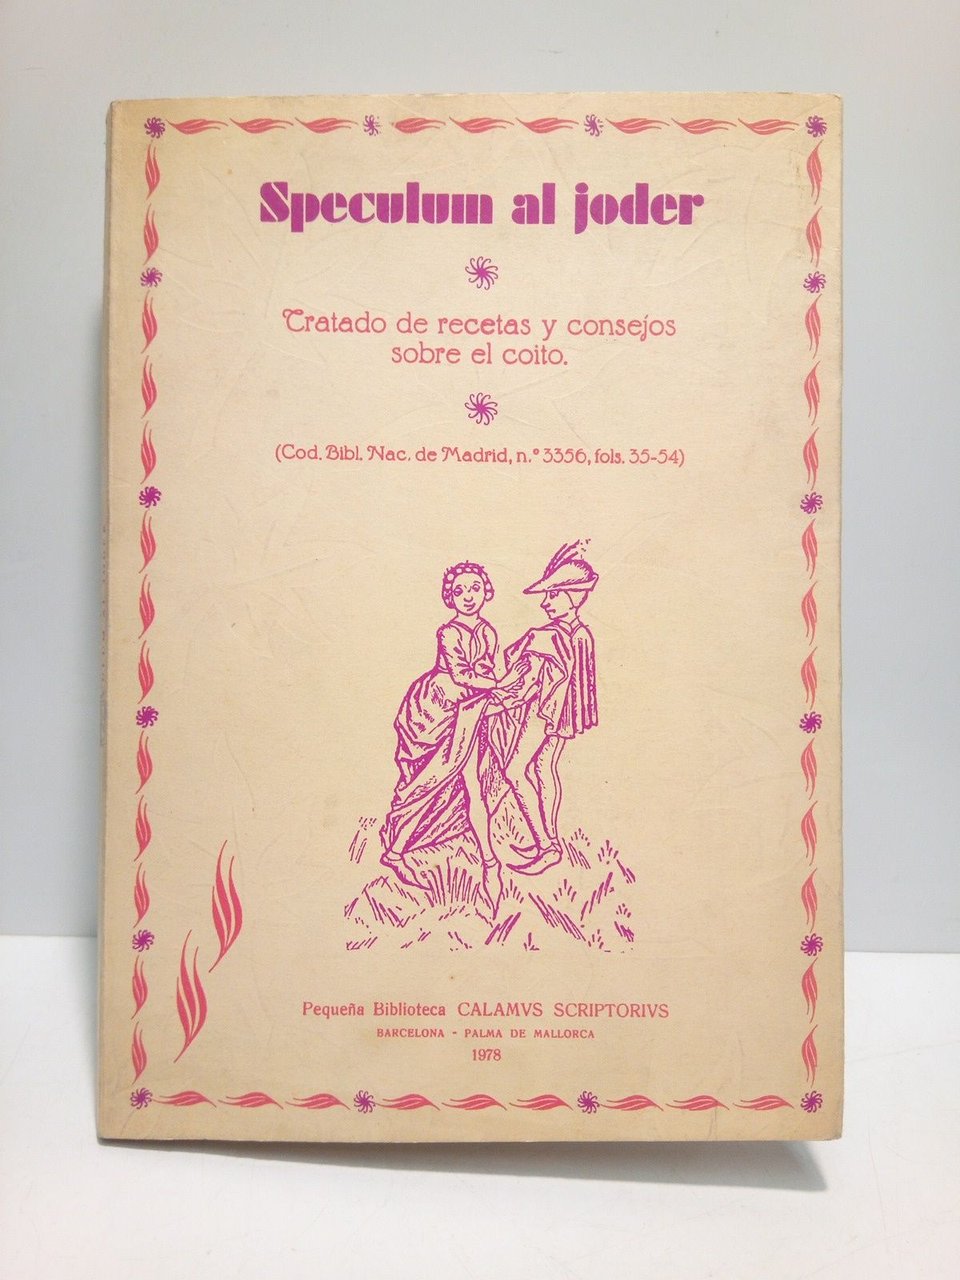 Speculum al joder
Tratado de recetas y consejos
sobre el coito.
(Cod. Bibl. Nac. de Madrid, n.º 3356, fols. 35-54)
Pequeña Biblioteca CALAMVS SCRIPTORIVS
BARCELONA - PALMA DE MALLORCA
1978